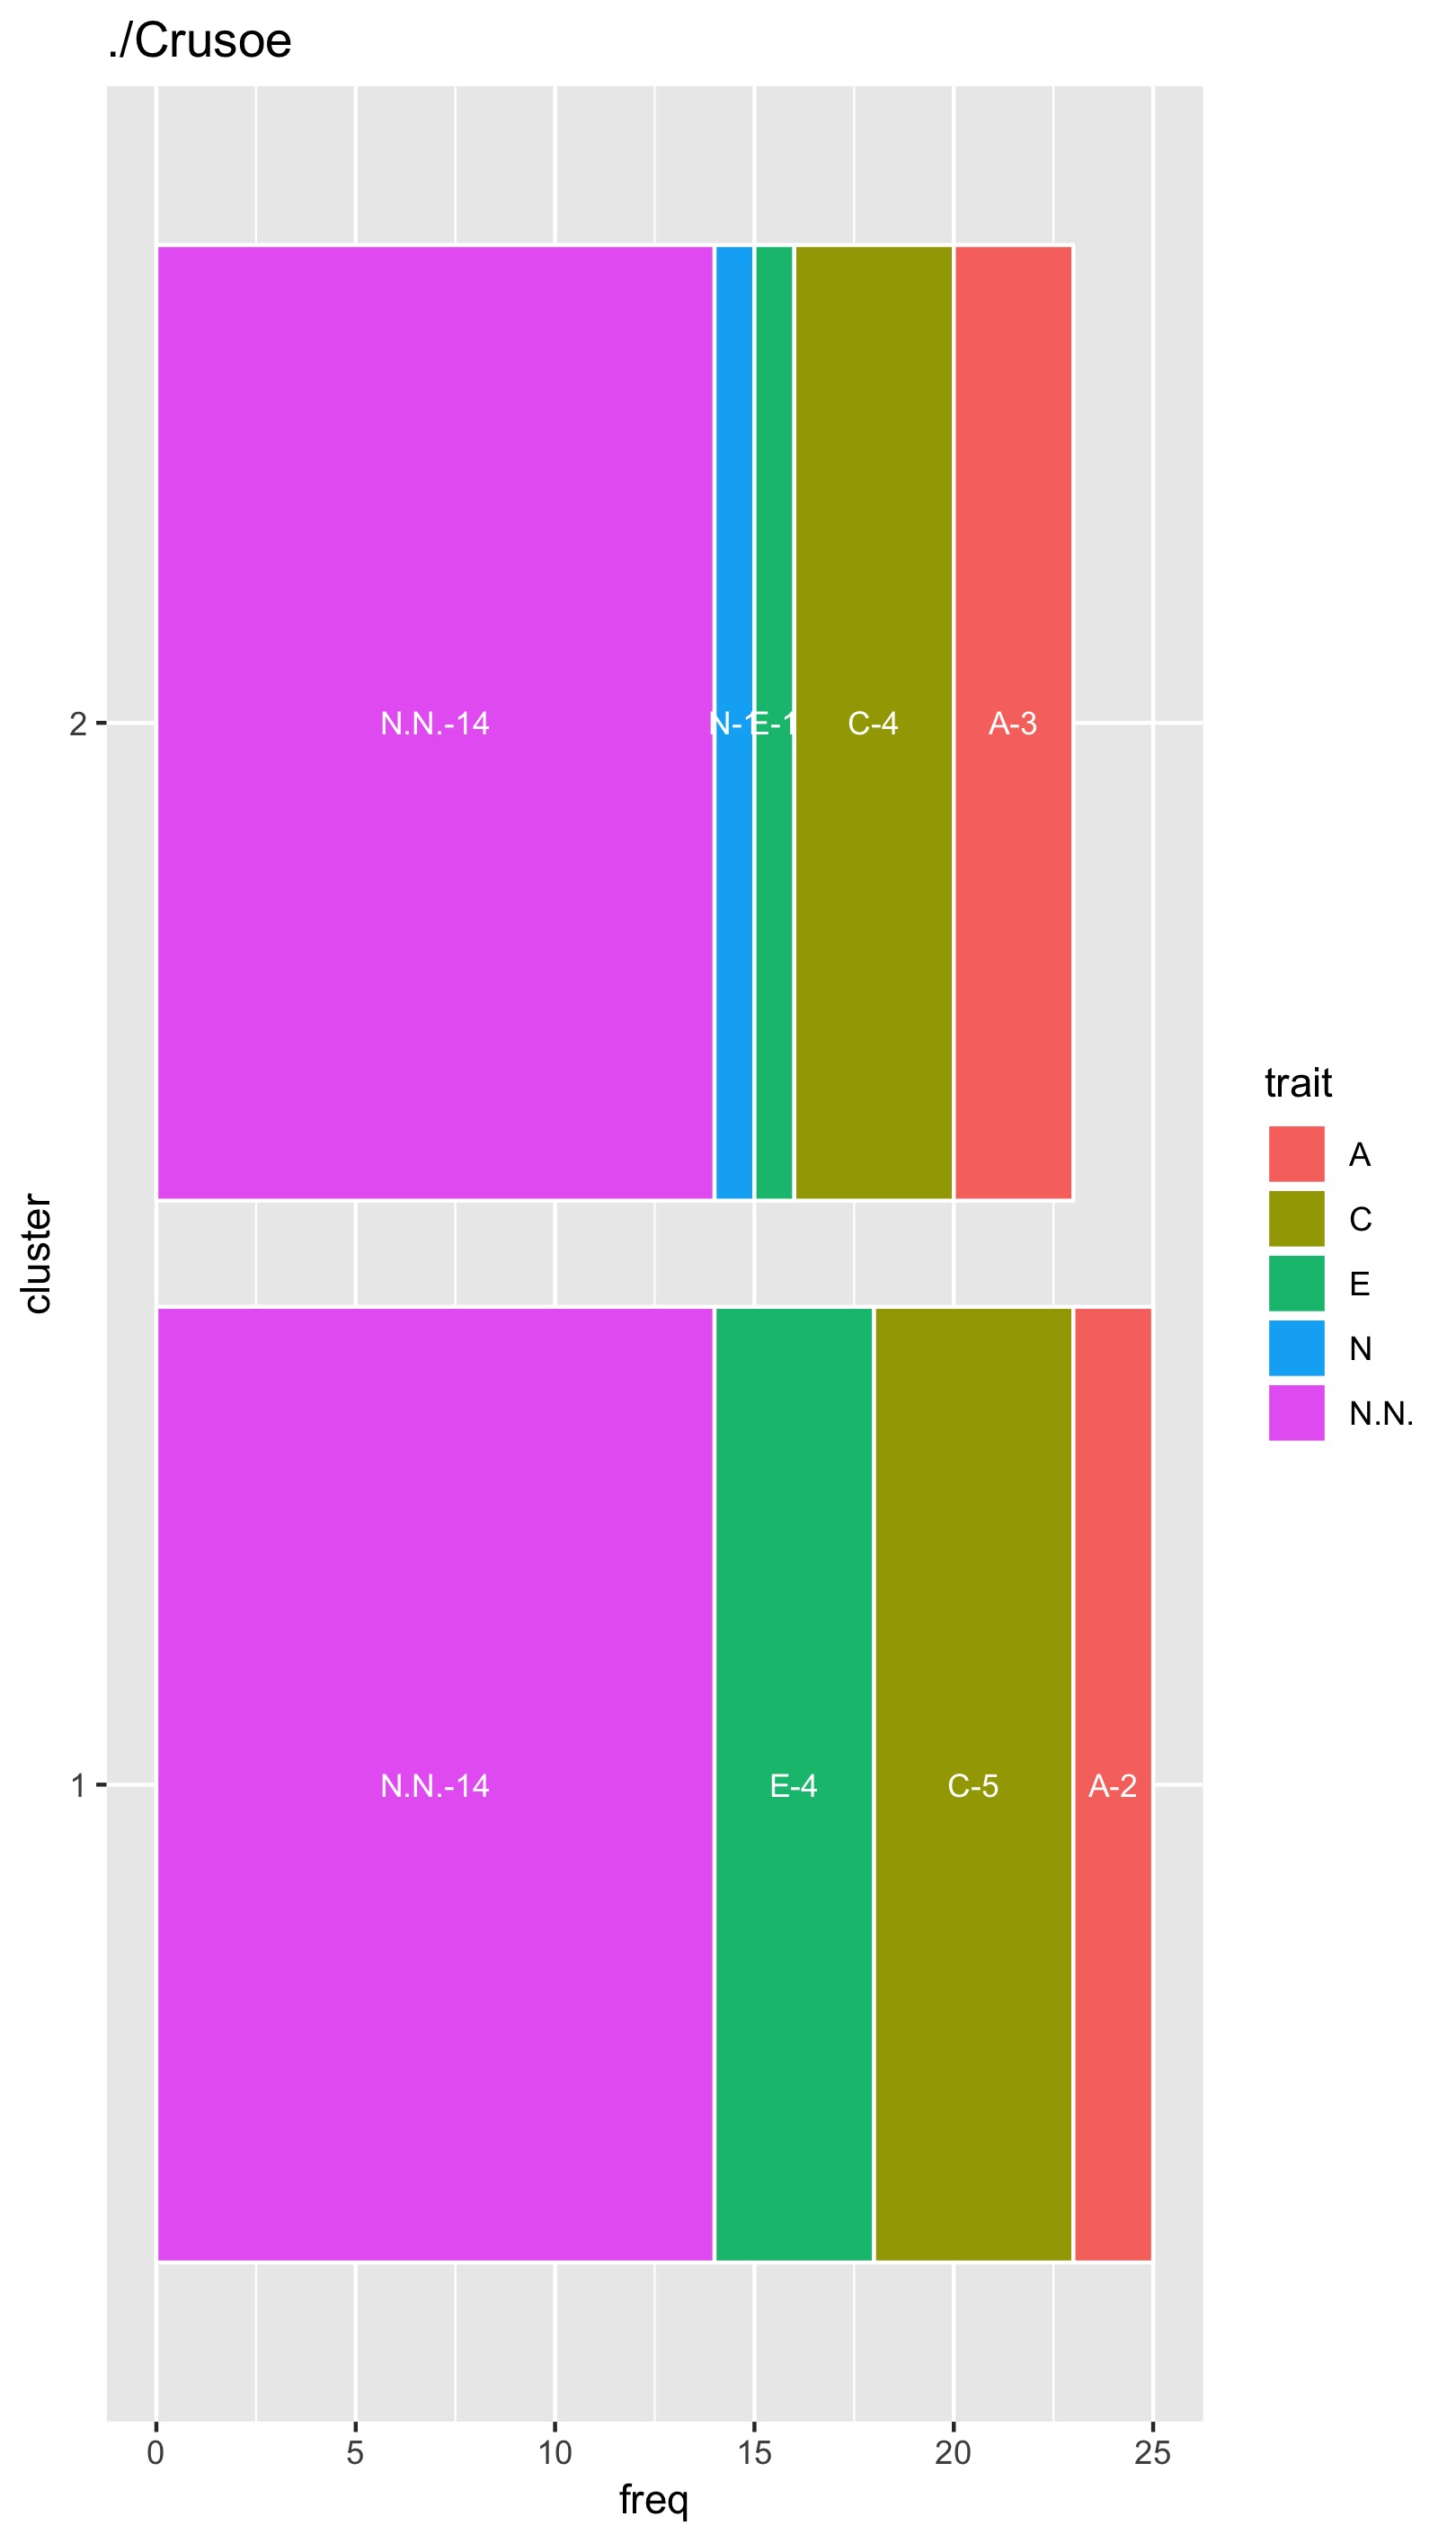 ./Crusoe
2
N.N.-14 N-1 E-1 C-4 A-3
cluster
1
N.N.-14 E-4 C-5 A-2
0 5 10 15 20 25
freq
trait
A
C
E
N
N.N.